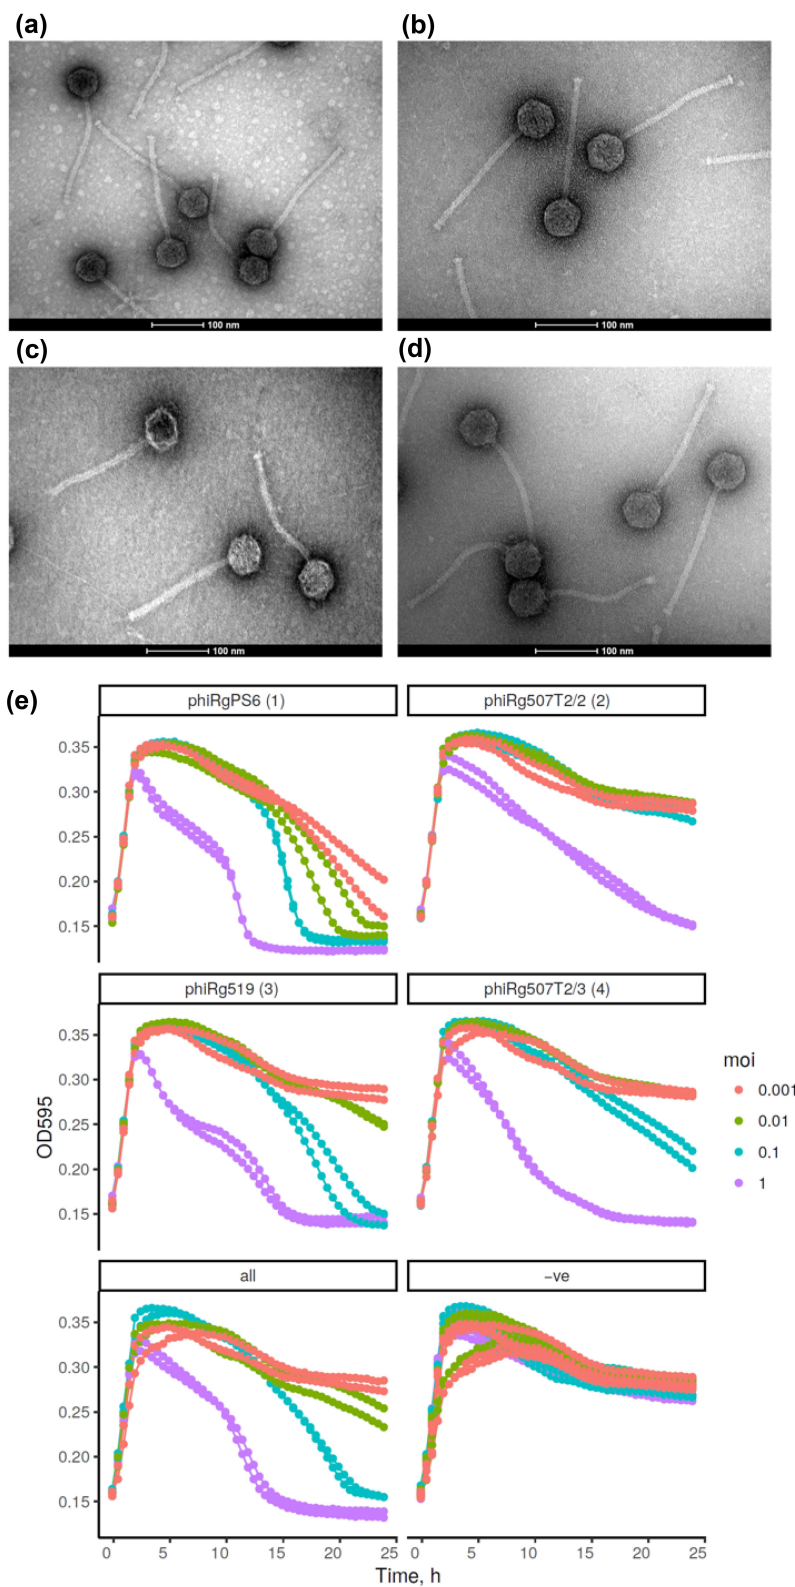 (a)
(b)
100 nm
100 nm
(c)
(d)
100 nm
100 nm
(e)
phiRgPS6 (1)
phiRg507T2/2 (2)
0.35
0.30
0.25
0.20
0.15
phiRg519 (3)
phiRg507T2/3 (4)
0.35
0.30
0.25
0.20
0.15
OD595
moi
0.001
0.01
0.1
1
all
−ve
0.35
0.30
0.25
0.20
0.15
0 5 10 15 20 25
0 5 10 15 20 25
Time, h